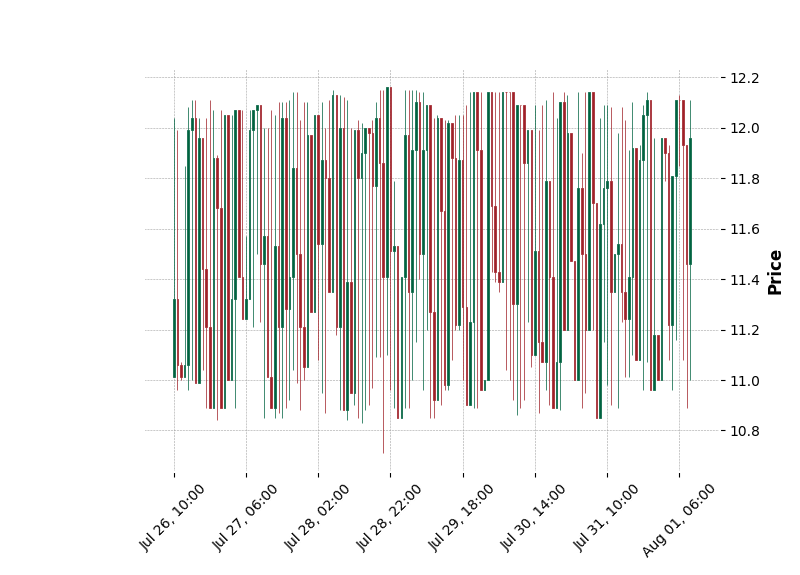 12.2
12.0
11.8
11.6
11.4
11.2
11.0
10.8
Price
Jul 26, 10:00
Jul 27, 06:00
Jul 28, 02:00
Jul 28, 22:00
Jul 29, 18:00
Jul 30, 14:00
Jul 31, 10:00
Aug 01, 06:00